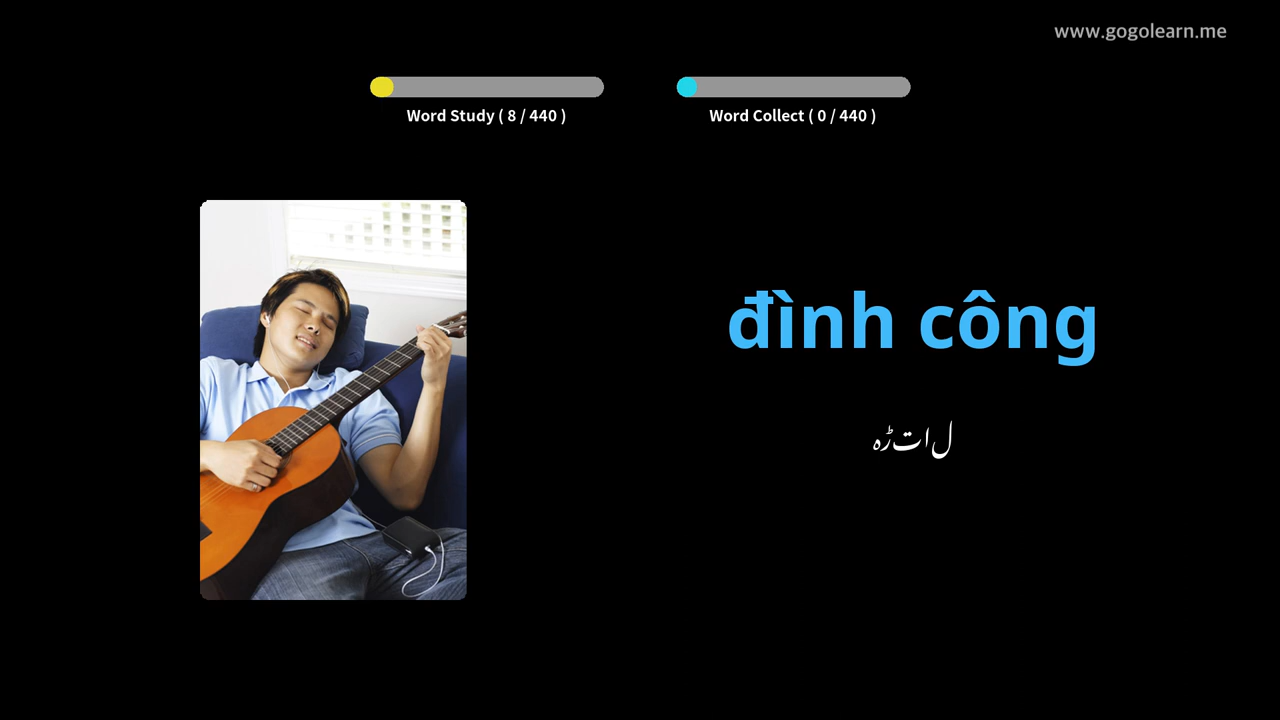 www.gogolearn.me
Word Study ( 8 / 440 )
Word Collect ( 0 / 440 )
đình công
لاتڑہ